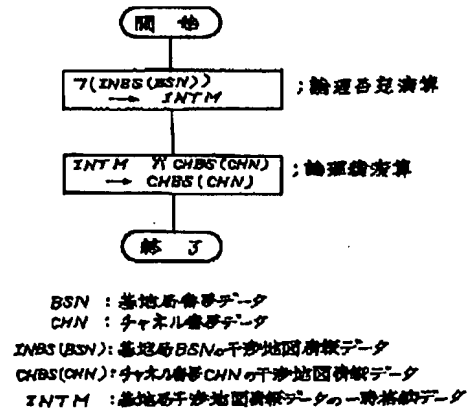 開始
7(INBS(BSN))
→ INTM
;論理否定演算
INTM ⩕ CHBS(CHN)
→ CHBS(CHN)
;論理積演算
終了
BSN : 基地局番号データ
CHN : チャネル番号データ
INBS(BSN): 基地局BSNの干渉地図情報データ
CHBS(CHN): チャネル番号CHNの干渉地図情報データ
INTM : 基地局干渉地図情報データの一時格納データ